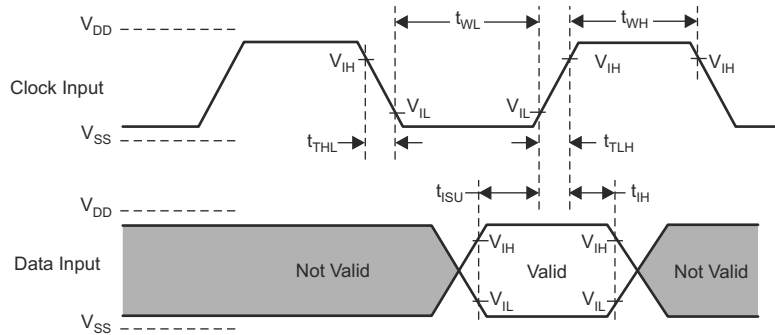 t_WL
t_WH
V_DD
V_IH
V_IH
V_IH
Clock Input
V_IL
V_IL
V_SS
t_THL
t_TLH
t_ISU
t_IH
V_DD
V_IH
V_IH
Data Input
Not Valid
Valid
Not Valid
V_IL
V_IL
V_SS